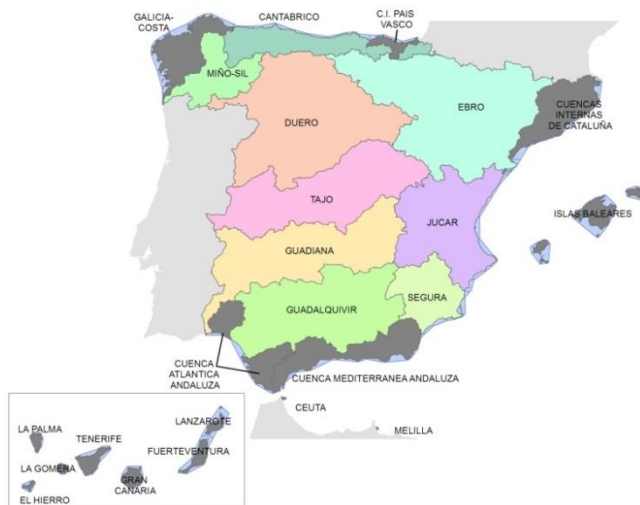 GALICIA-
COSTA
CANTABRICO
C.I. PAIS
VASCO
MIÑO-SIL
EBRO
CUENCAS
INTERNAS
DE CATALUÑA
DUERO
TAJO
ISLAS BALEARES
JUCAR
GUADIANA
SEGURA
GUADALQUIVIR
CUENCA
ATLANTICA
ANDALUZA
CUENCA MEDITERRANEA ANDALUZA
CEUTA
MELILLA
LANZAROTE
LA PALMA
TENERIFE
FUERTEVENTURA
LA GOMERA
GRAN
CANARIA
EL HIERRO